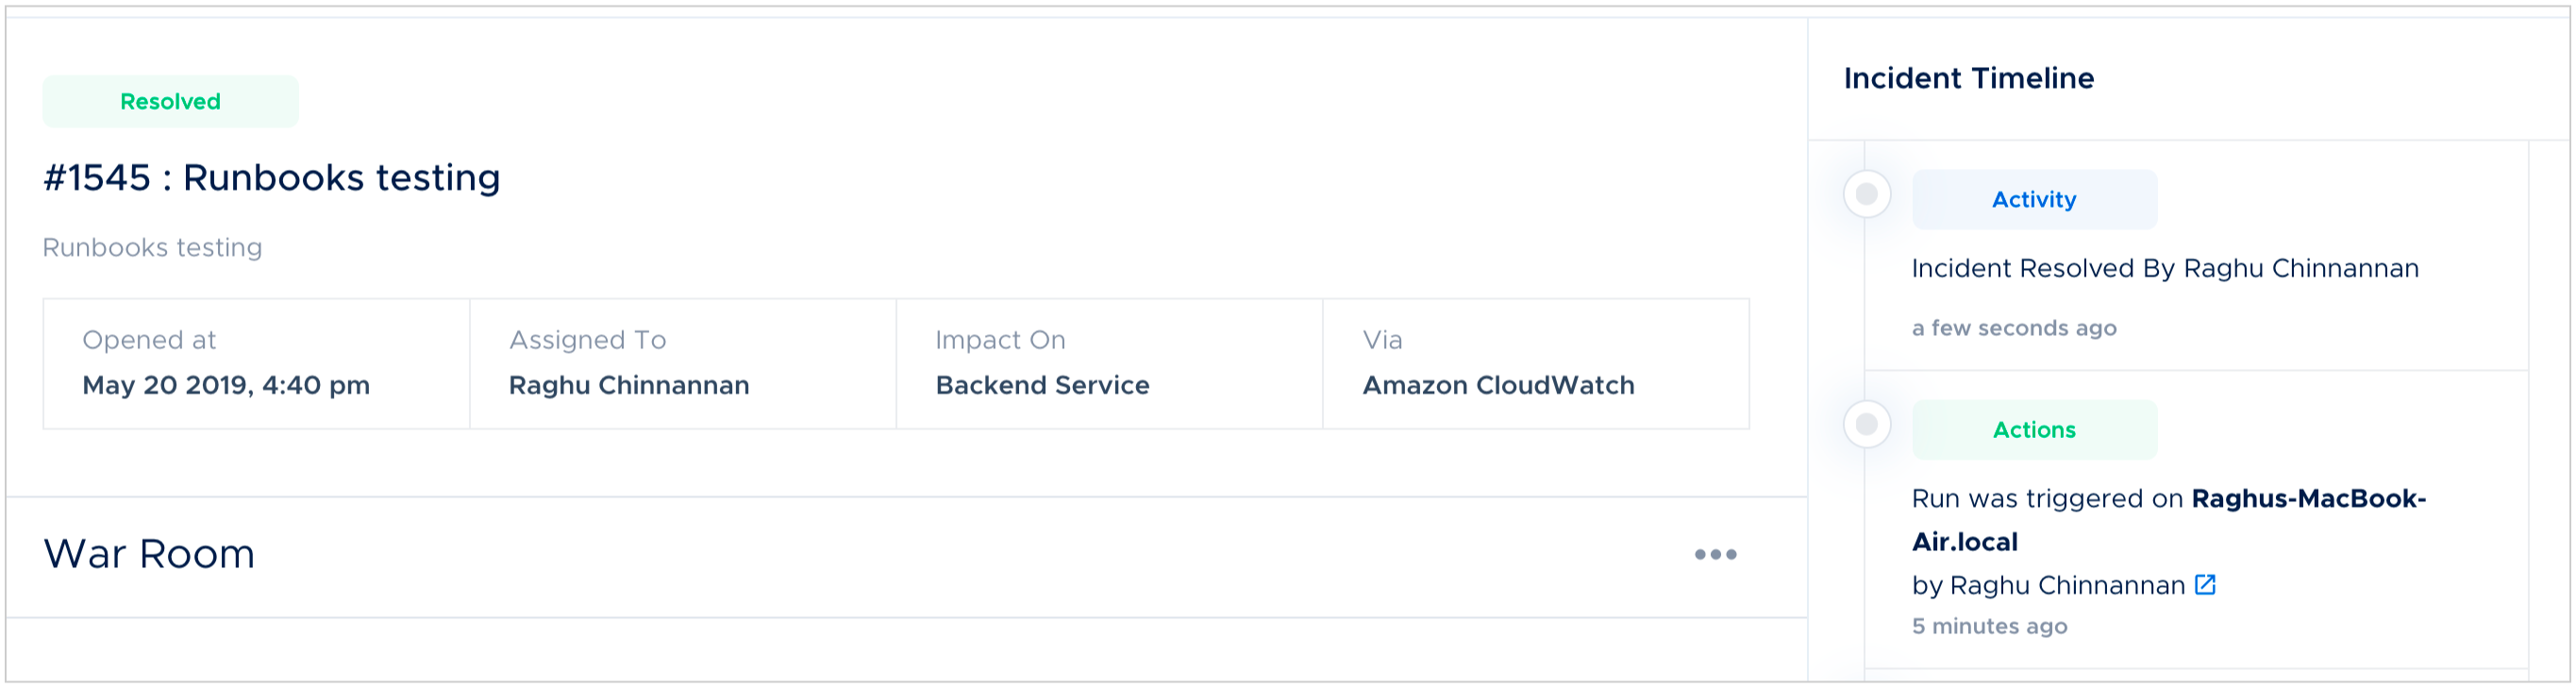 Resolved
#1545 : Runbooks testing
Runbooks testing
Opened at
May 20 2019, 4:40 pm
Assigned To
Raghu Chinnannan
Impact On
Backend Service
Via
Amazon CloudWatch
War Room
Incident Timeline
Activity
Incident Resolved By Raghu Chinnannan
a few seconds ago
Actions
Run was triggered on Raghus-MacBook-
Air.local
by Raghu Chinnannan
5 minutes ago